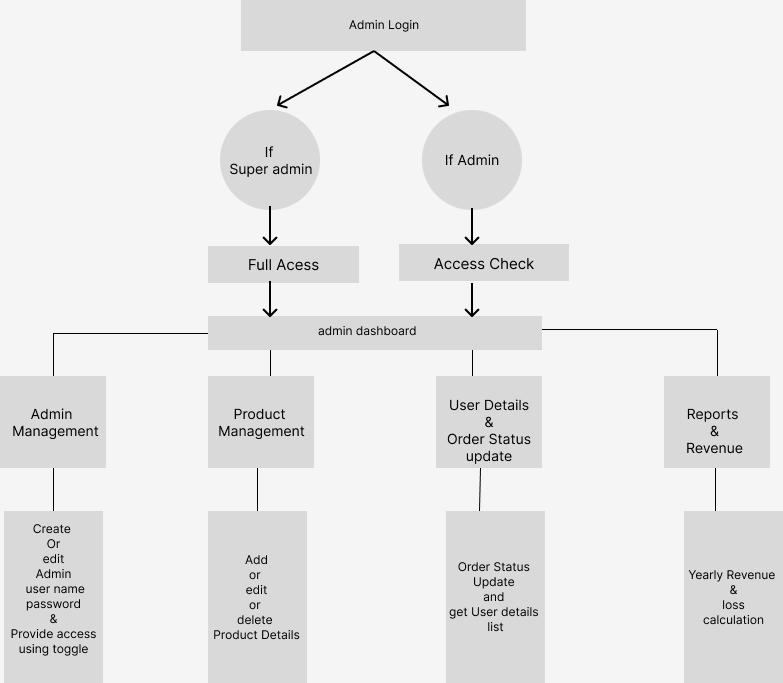 Admin Login
If
Super admin
If Admin
Full Acess
Access Check
admin dashboard
Admin
Management
Product
Management
User Details
&
Order Status
update
Reports
&
Revenue
Create
Or
edit
Admin
user name
password
&
Provide access
using toggle
Add
or
edit
or
delete
Product Details
Order Status
Update
and
get User details
list
Yearly Revenue
&
loss
calculation